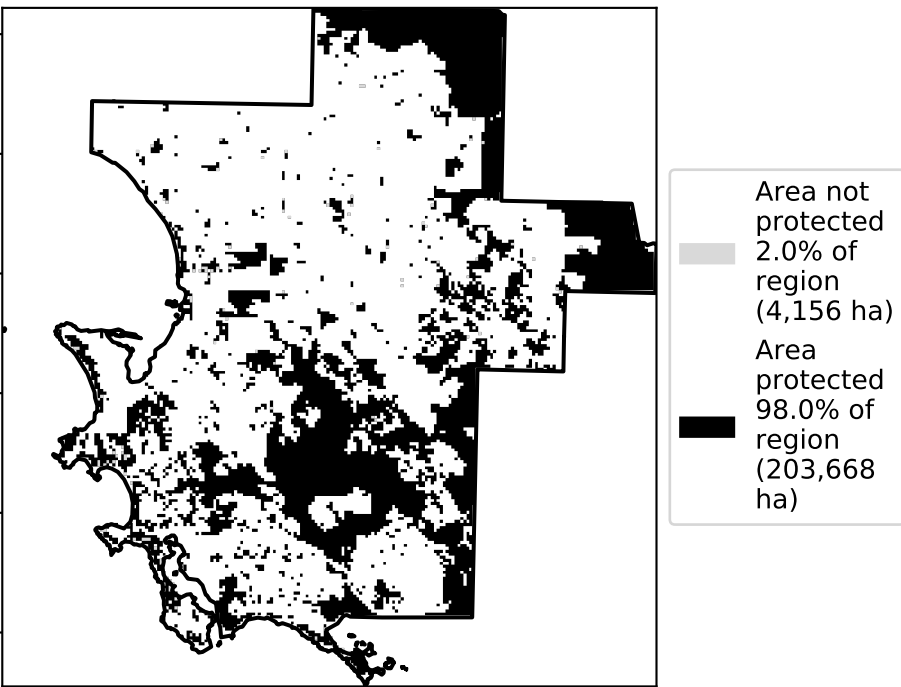 Area not
protected
2.0% of
region
(4,156 ha)
Area
protected
98.0% of
region
(203,668
ha)